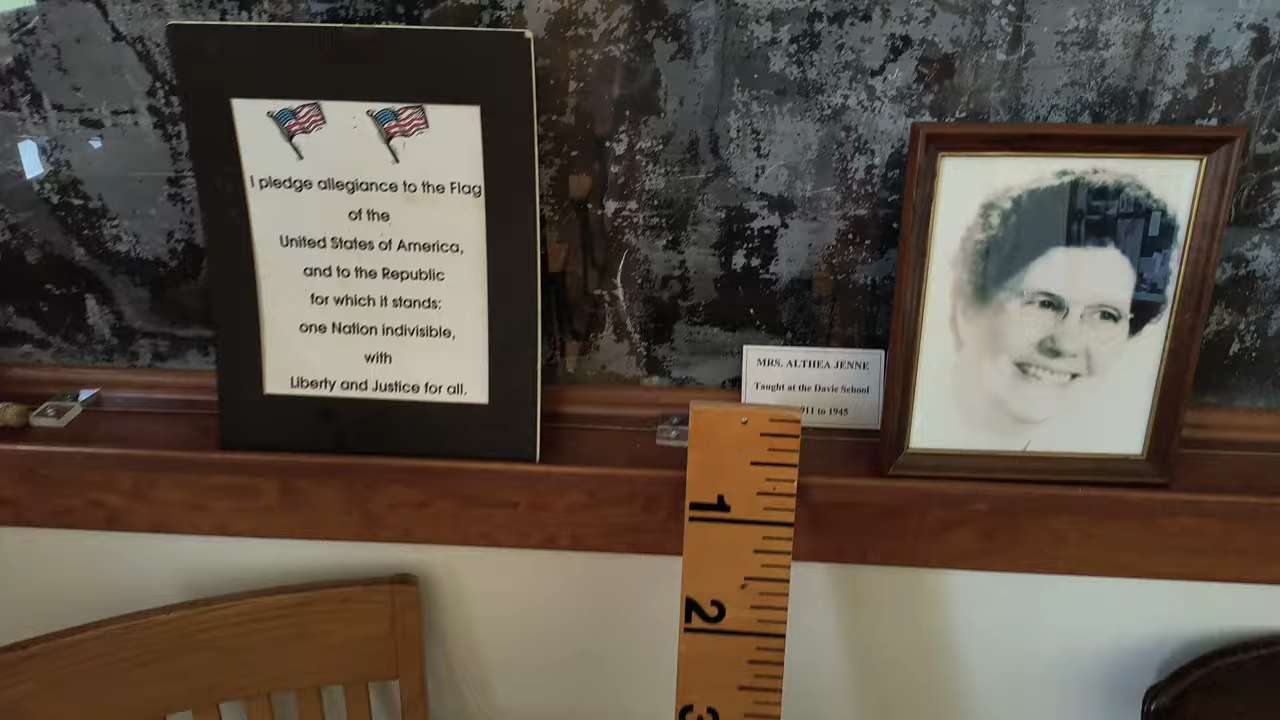 I pledge allegiance to the Flag
of the
United States of America,
and to the Republic
for which it stands:
one Nation indivisible,
with
Liberty and Justice for all.
MRS. ALTHEA JENNE
Taught at the Davie School
911 to 1945
1
2
3